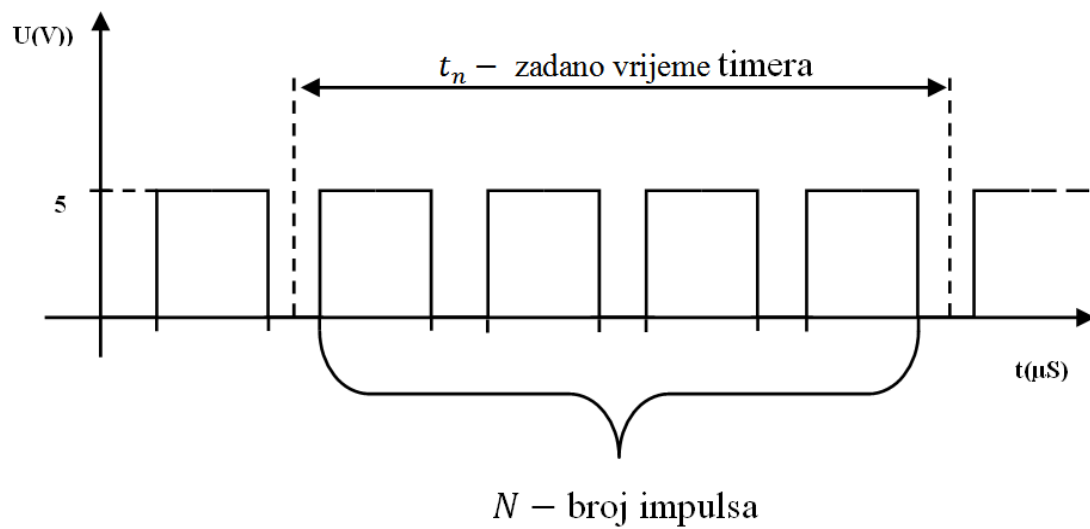 U(V))
t_n − zadano vrijeme timera
5
t(μS)
N − broj impulsa